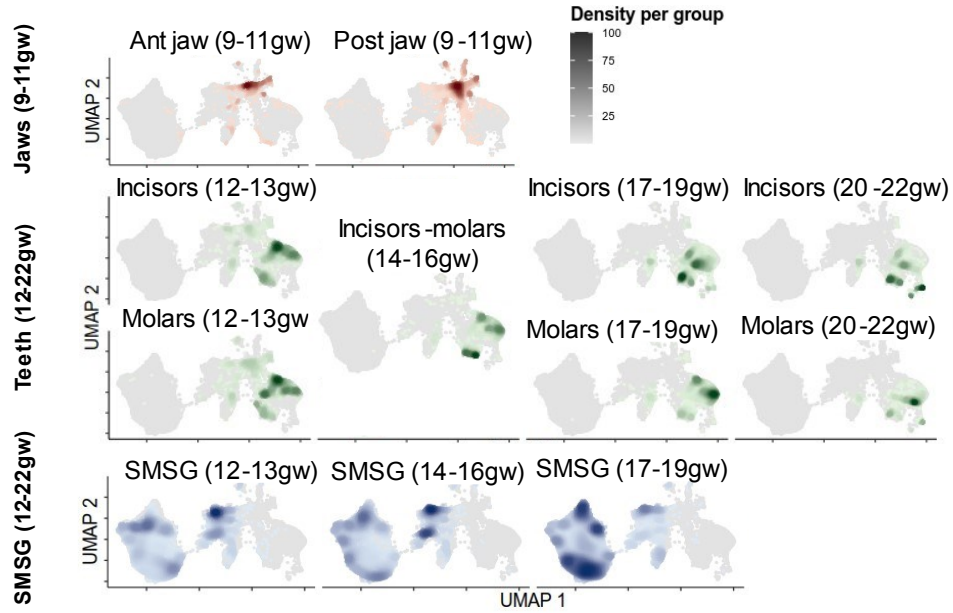 Density per group
100
75
50
25
Jaws (9-11gw)
Ant jaw (9-11gw)
Post jaw (9 -11gw)
UMAP 2
Teeth (12-22gw)
Incisors (12-13gw)
Incisors-molars
(14-16gw)
Incisors (17-19gw)
Incisors (20 -22gw)
UMAP 2
Molars (12-13gw
Molars (17-19gw)
Molars (20-22gw)
SMSG (12-22gw)
SMSG (12-13gw)
SMSG (14-16gw)
SMSG (17-19gw)
UMAP 2
UMAP 1